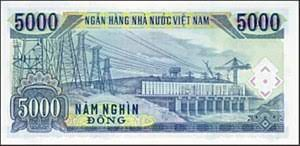 5000 NGÂN HÀNG NHÀ NƯỚC VIỆT NAM 5000
5000 NĂM NGHÌN
ĐỒNG